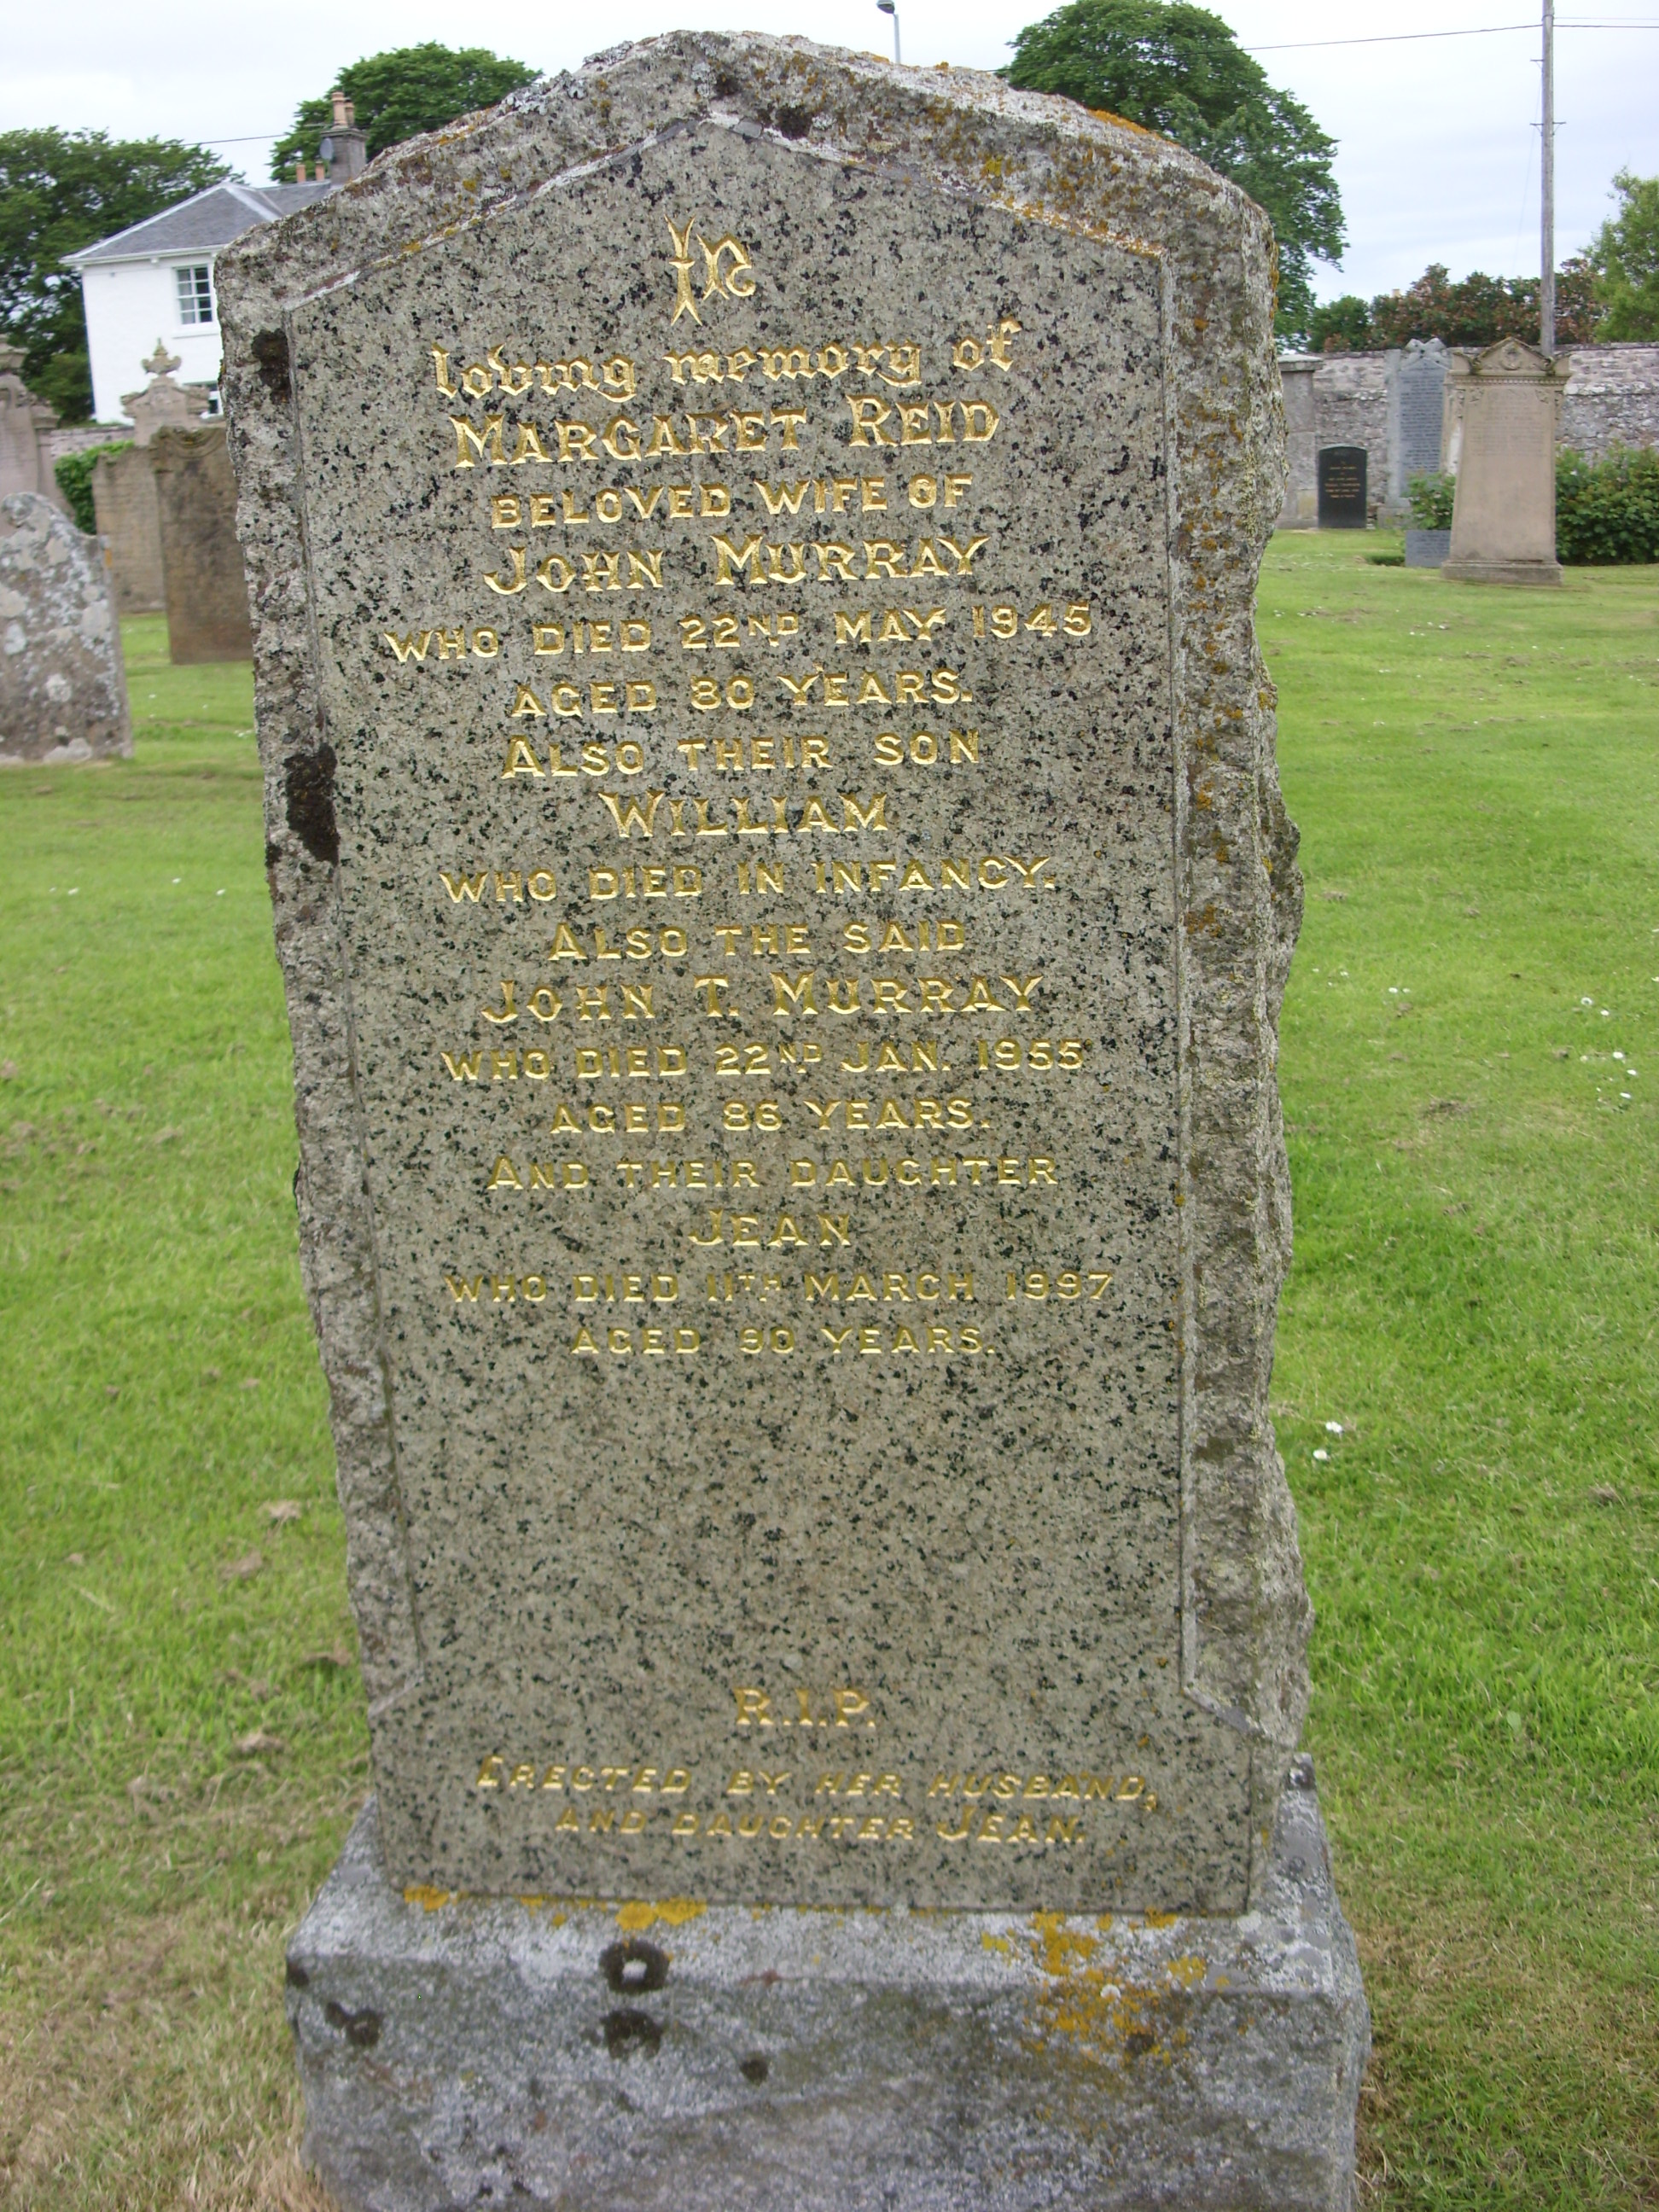 In
loving memory of
MARGARET REID
BELOVED WIFE OF
JOHN MURRAY
WHO DIED 22ND MAY 1945
AGED 80 YEARS.
ALSO THEIR SON
WILLIAM
WHO DIED IN INFANCY.
ALSO THE SAID
JOHN T. MURRAY
WHO DIED 22ND JAN. 1955
AGED 86 YEARS.
AND THEIR DAUGHTER
JEAN
WHO DIED 11TH MARCH 1997
AGED 90 YEARS.
R.I.P.
ERECTED BY HER HUSBAND,
AND DAUGHTER JEAN.